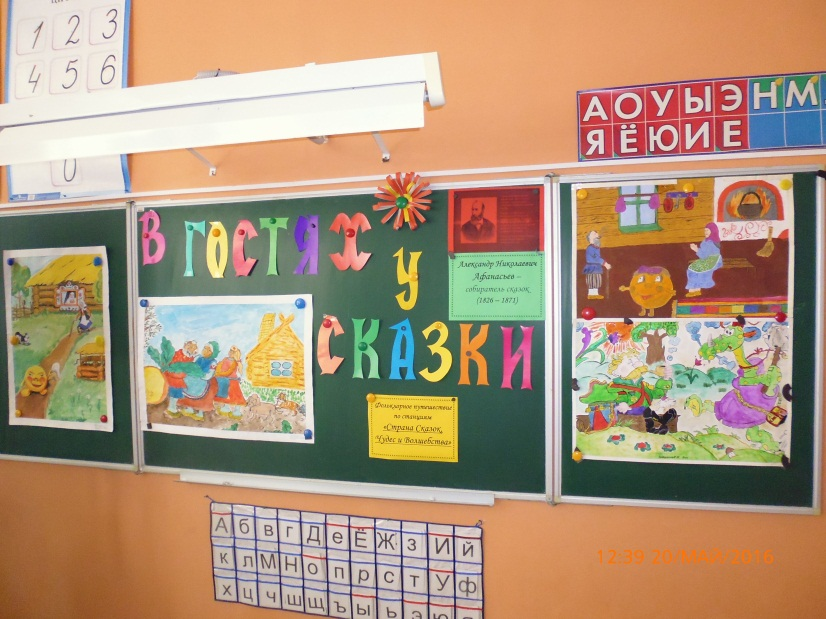 1 2 3
4 5 6
0
А О У Ы Э Н М
Я Ё Ю И Е
В ГОСТЯХ
У
СКАЗКИ
Александр Николаевич
Афанасьев –
собиратель сказок
(1826 – 1871)
Фольклорное путешествие
по станциям
«Страна Сказок,
Чудес и Волшебства»
А б в г Д е Ё Ж з И й
к л М Н о п р с т У ф
х ц ч ш щ ъ ы ь э ю
12:39 20/МАЯ/2016